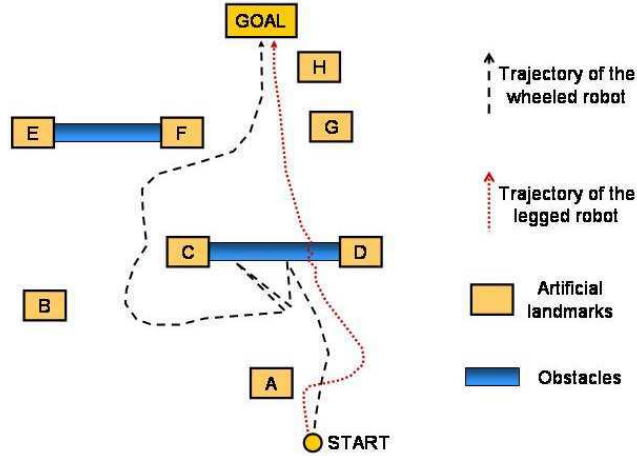 GOAL
H
Trajectory of the
wheeled robot
G
E
F
Trajectory of the
legged robot
C
D
B
Artificial
landmarks
A
Obstacles
START